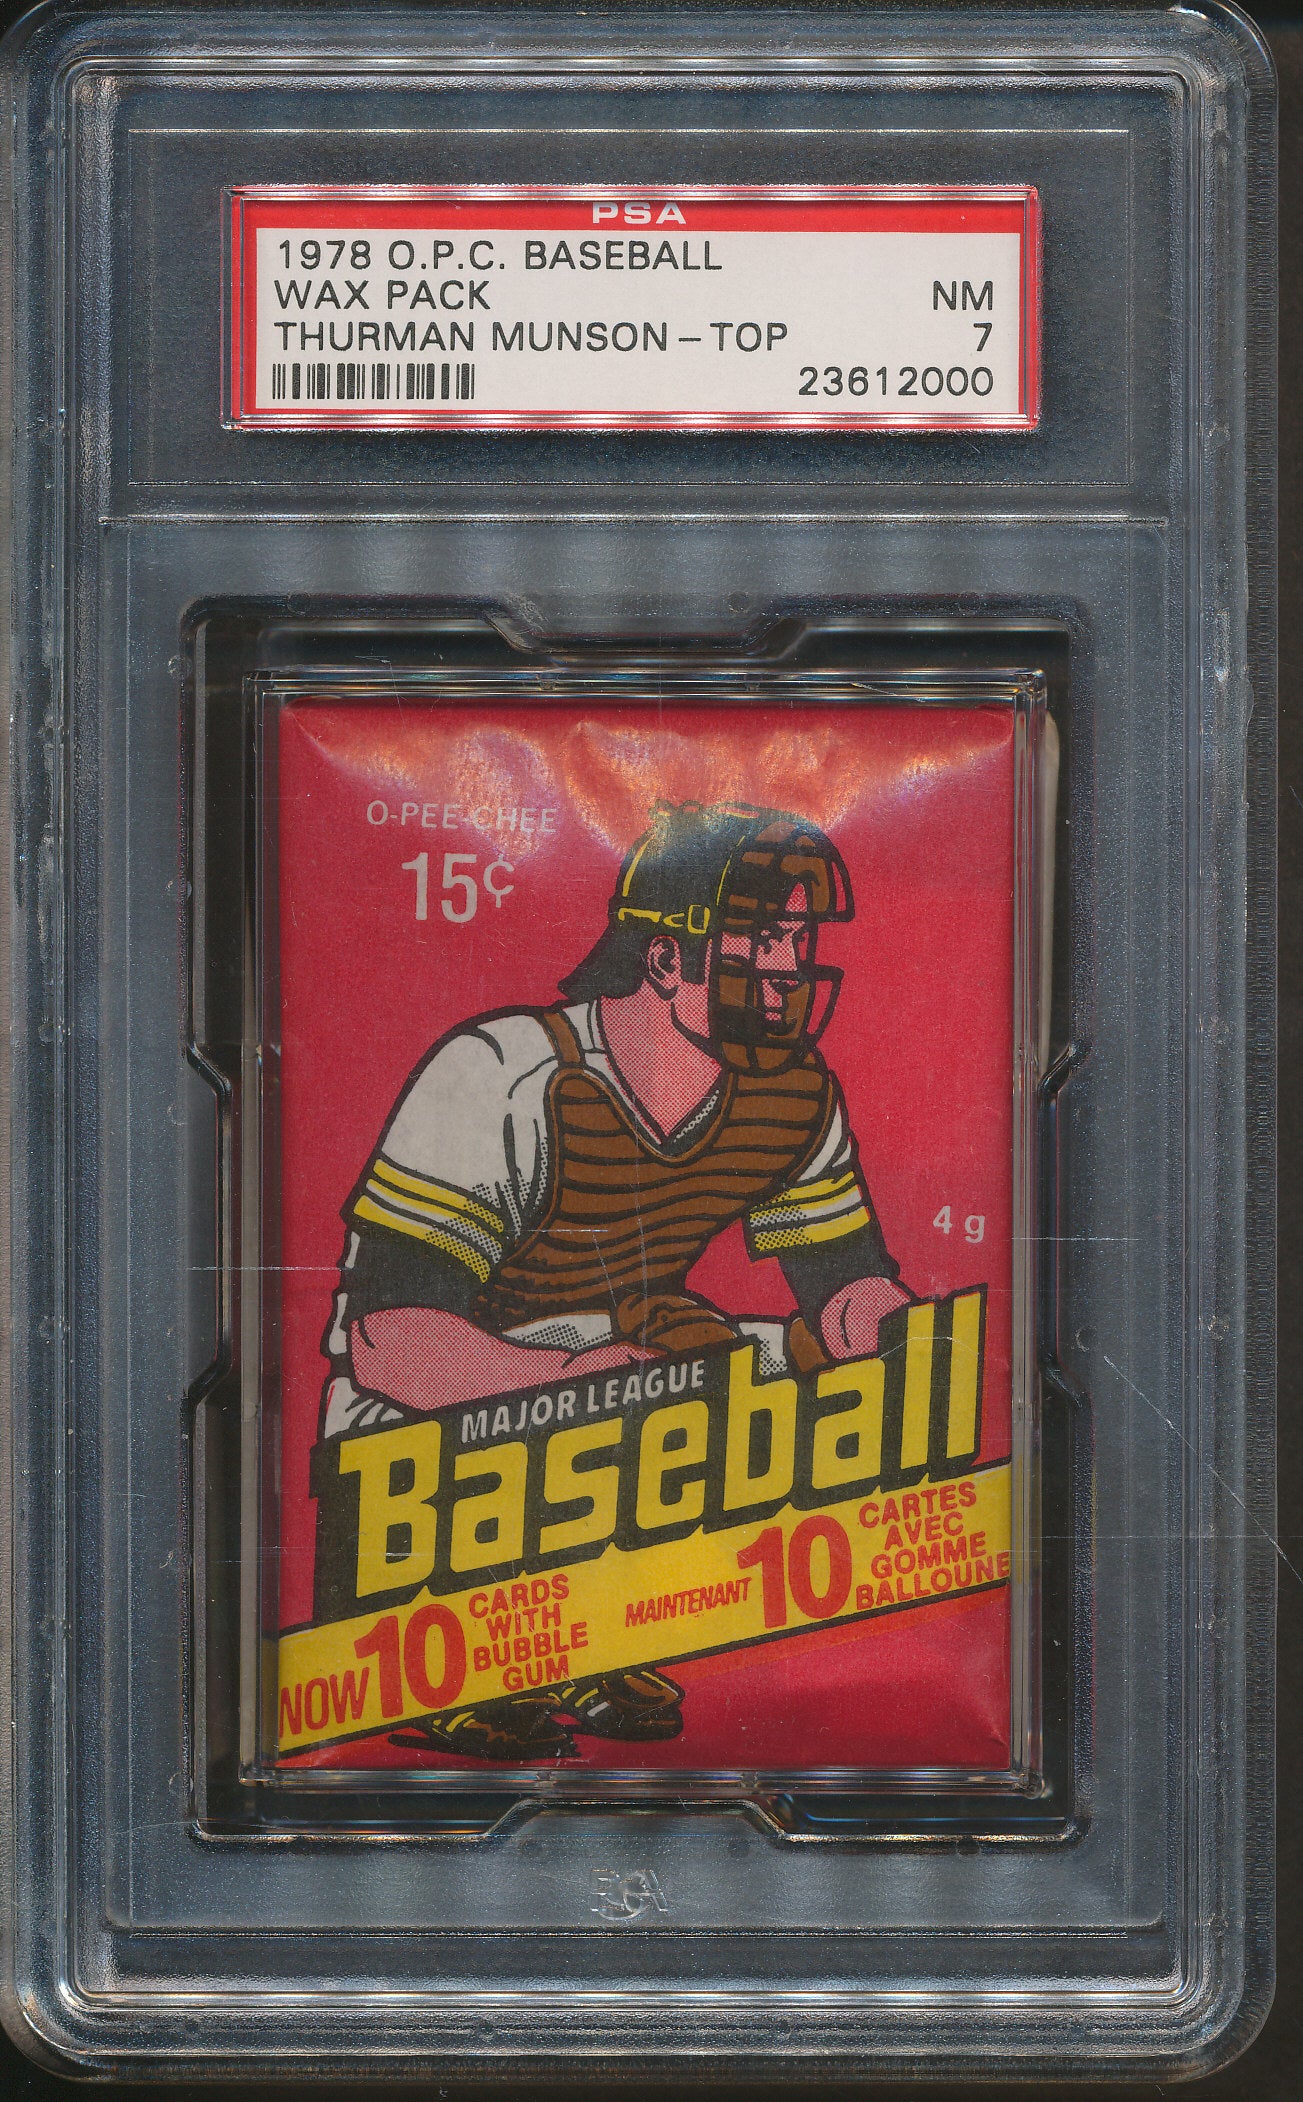 PSA
1978 O.P.C. BASEBALL
WAX PACK NM
THURMAN MUNSON-TOP 7
23612000
O-PEE-CHEE
15¢
4 g
MAJOR LEAGUE
Baseball
NOW 10 CARDS WITH BUBBLE GUM
MAINTENANT 10 CARTES AVEC GOMME BALLOUNE
PSA